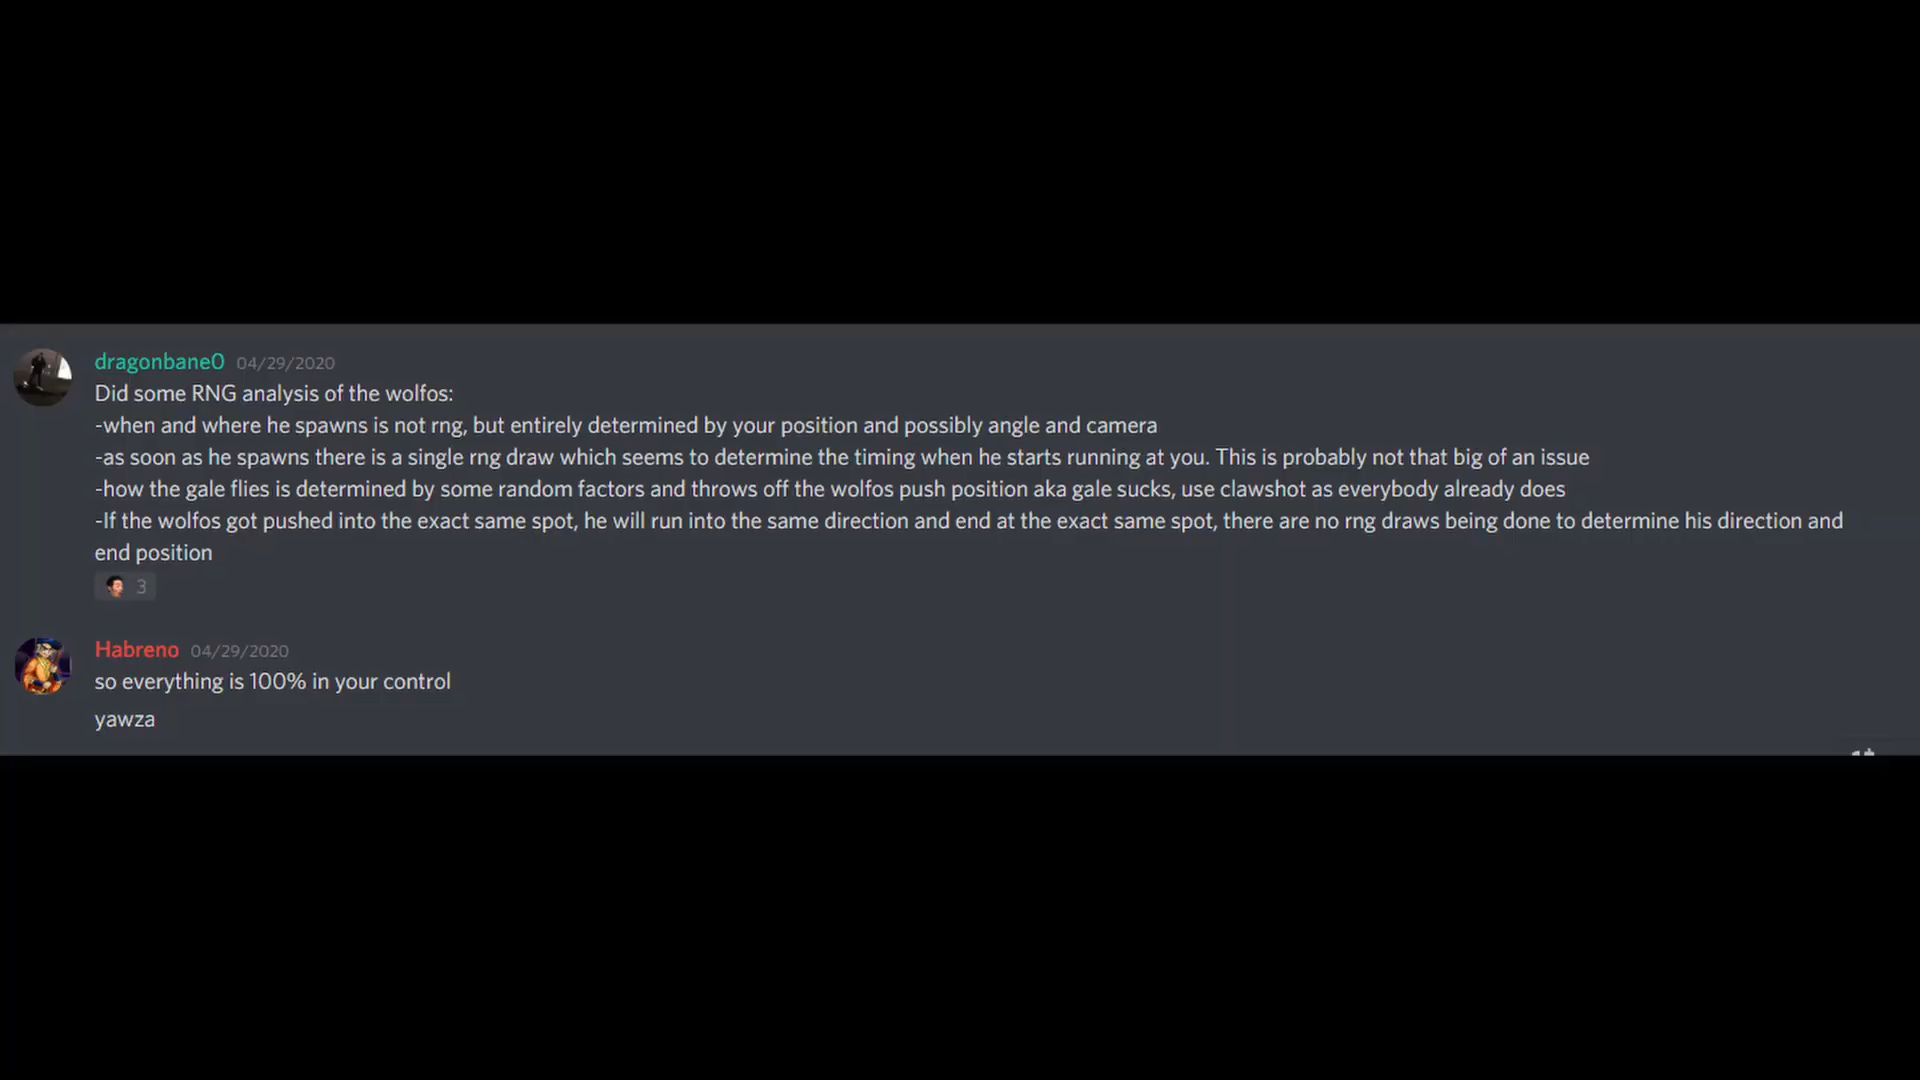 dragonbane0 04/29/2020
Did some RNG analysis of the wolfos:
-when and where he spawns is not rng, but entirely determined by your position and possibly angle and camera
-as soon as he spawns there is a single rng draw which seems to determine the timing when he starts running at you. This is probably not that big of an issue
-how the gale flies is determined by some random factors and throws off the wolfos push position aka gale sucks, use clawshot as everybody already does
-If the wolfos got pushed into the exact same spot, he will run into the same direction and end at the exact same spot, there are no rng draws being done to determine his direction and
end position
3
Habreno 04/29/2020
so everything is 100% in your control
yawza